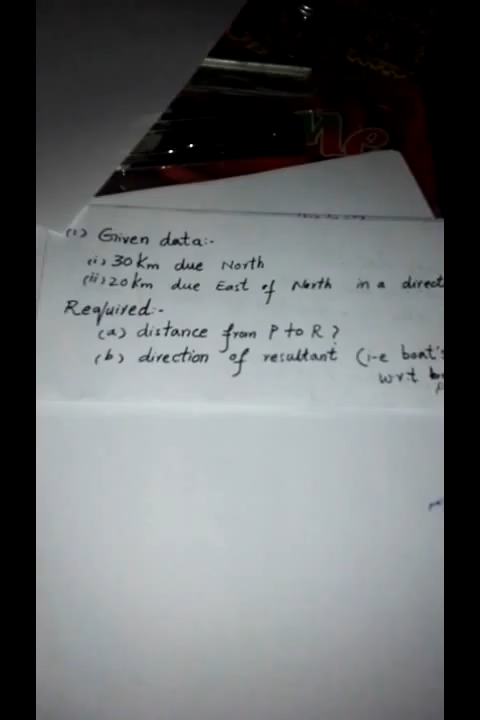 ne
(1) Given data:-
(i) 30 Km due North
(ii) 20 km due East of North in a direct
Required:-
(a) distance from P to R ?
(b) direction of resultant (i-e boat's
wrt